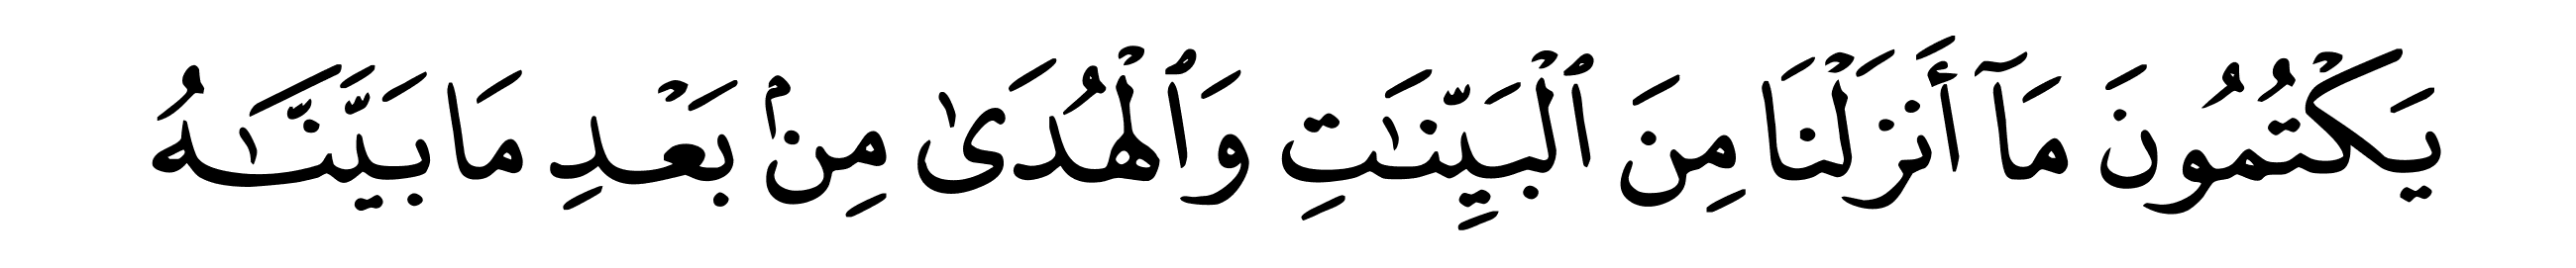 يَكْتُمُونَ مَآ أَنزَلْنَا مِنَ ٱلْبَيِّنَـٰتِ وَٱلْهُدَىٰ مِنۢ بَعْدِ مَا بَيَّنَّـٰهُ